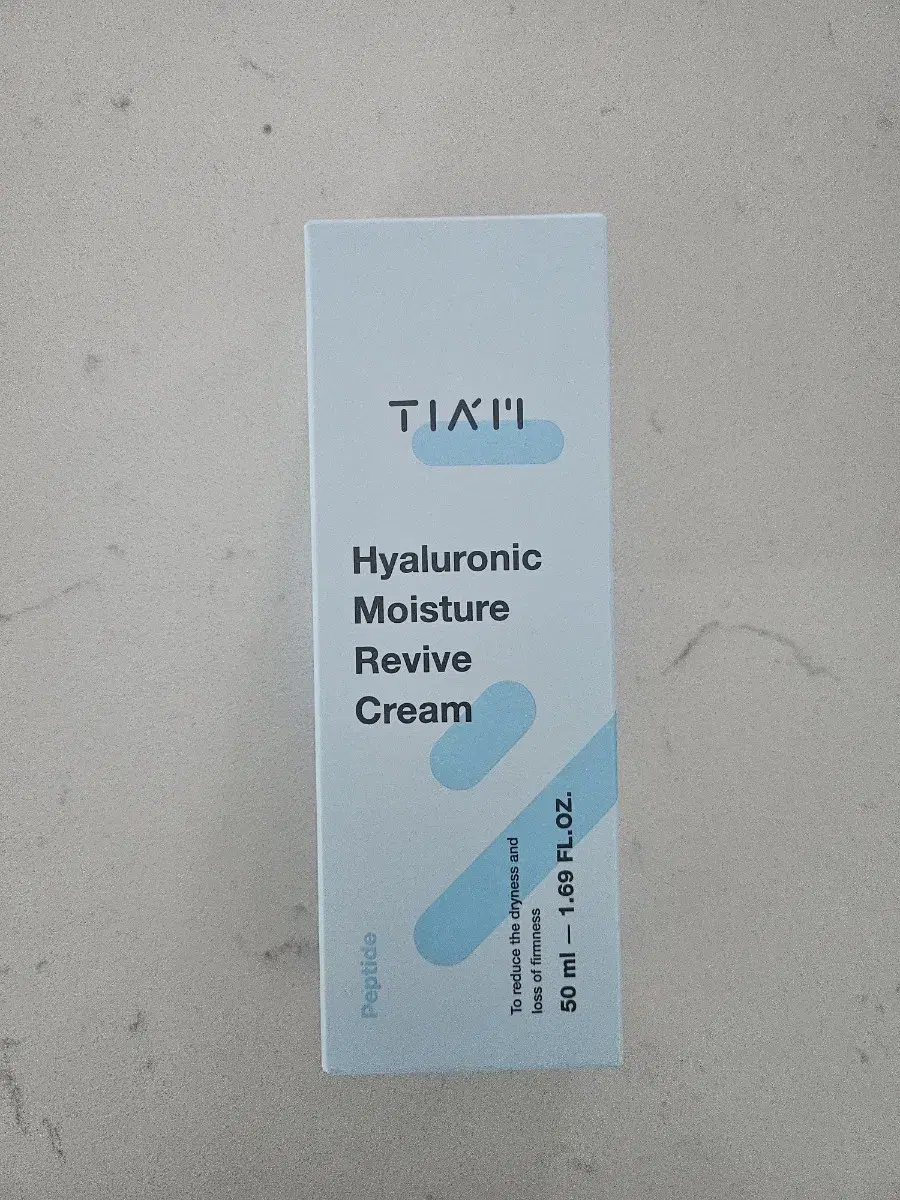 TIA'M
Hyaluronic
Moisture
Revive
Cream
Peptide
To reduce the dryness and
loss of firmness
50 ml — 1.69 FL.OZ.